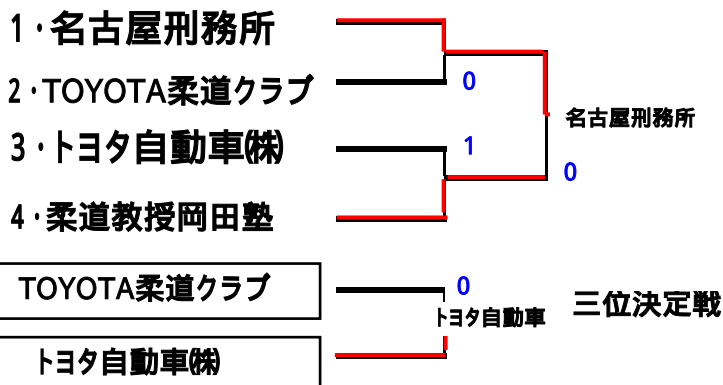 1・名古屋刑務所
2・TOYOTA柔道クラブ
0
名古屋刑務所
3・トヨタ自動車㈱
1
0
4・柔道教授岡田塾
TOYOTA柔道クラブ
0
三位決定戦
トヨタ自動車
トヨタ自動車㈱